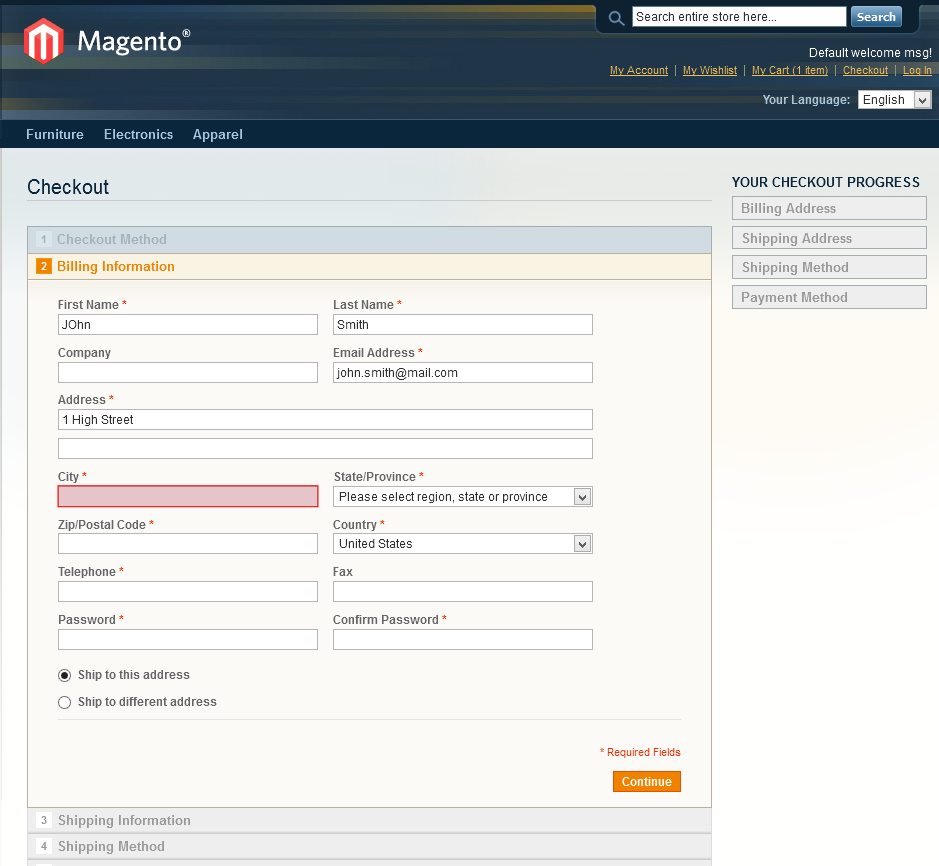 Search entire store here...
Search
Magento®
Default welcome msg!
My Account | My Wishlist | My Cart (1 item) | Checkout | Log In
Your Language: English
Furniture Electronics Apparel
Checkout
1 Checkout Method
2 Billing Information
First Name * Last Name *
JOhn Smith
Company Email Address *
john.smith@mail.com
Address *
1 High Street
City * State/Province *
Please select region, state or province
Zip/Postal Code * Country *
United States
Telephone * Fax
Password * Confirm Password *
Ship to this address
Ship to different address
* Required Fields
Continue
3 Shipping Information
4 Shipping Method
YOUR CHECKOUT PROGRESS
Billing Address
Shipping Address
Shipping Method
Payment Method